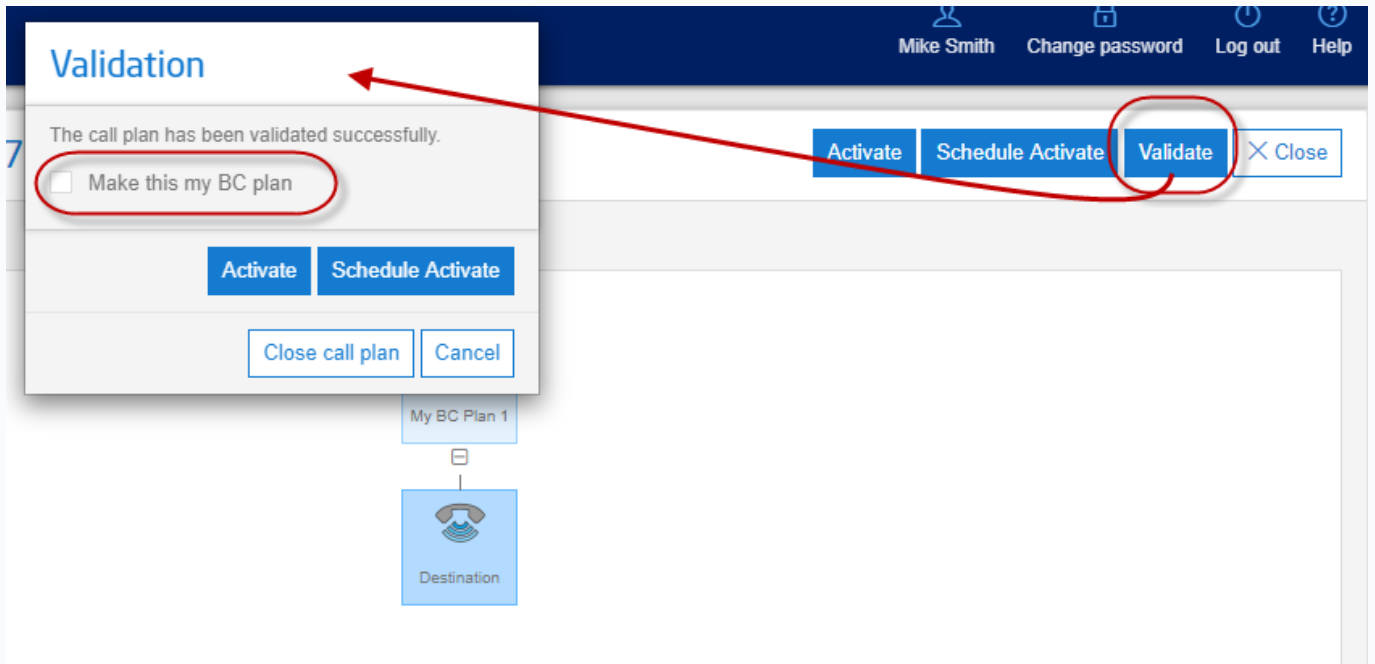 Mike Smith Change password Log out Help
Validation
The call plan has been validated successfully.
Make this my BC plan
Activate Schedule Activate
Close call plan Cancel
7
Activate Schedule Activate Validate Close
My BC Plan 1
Destination